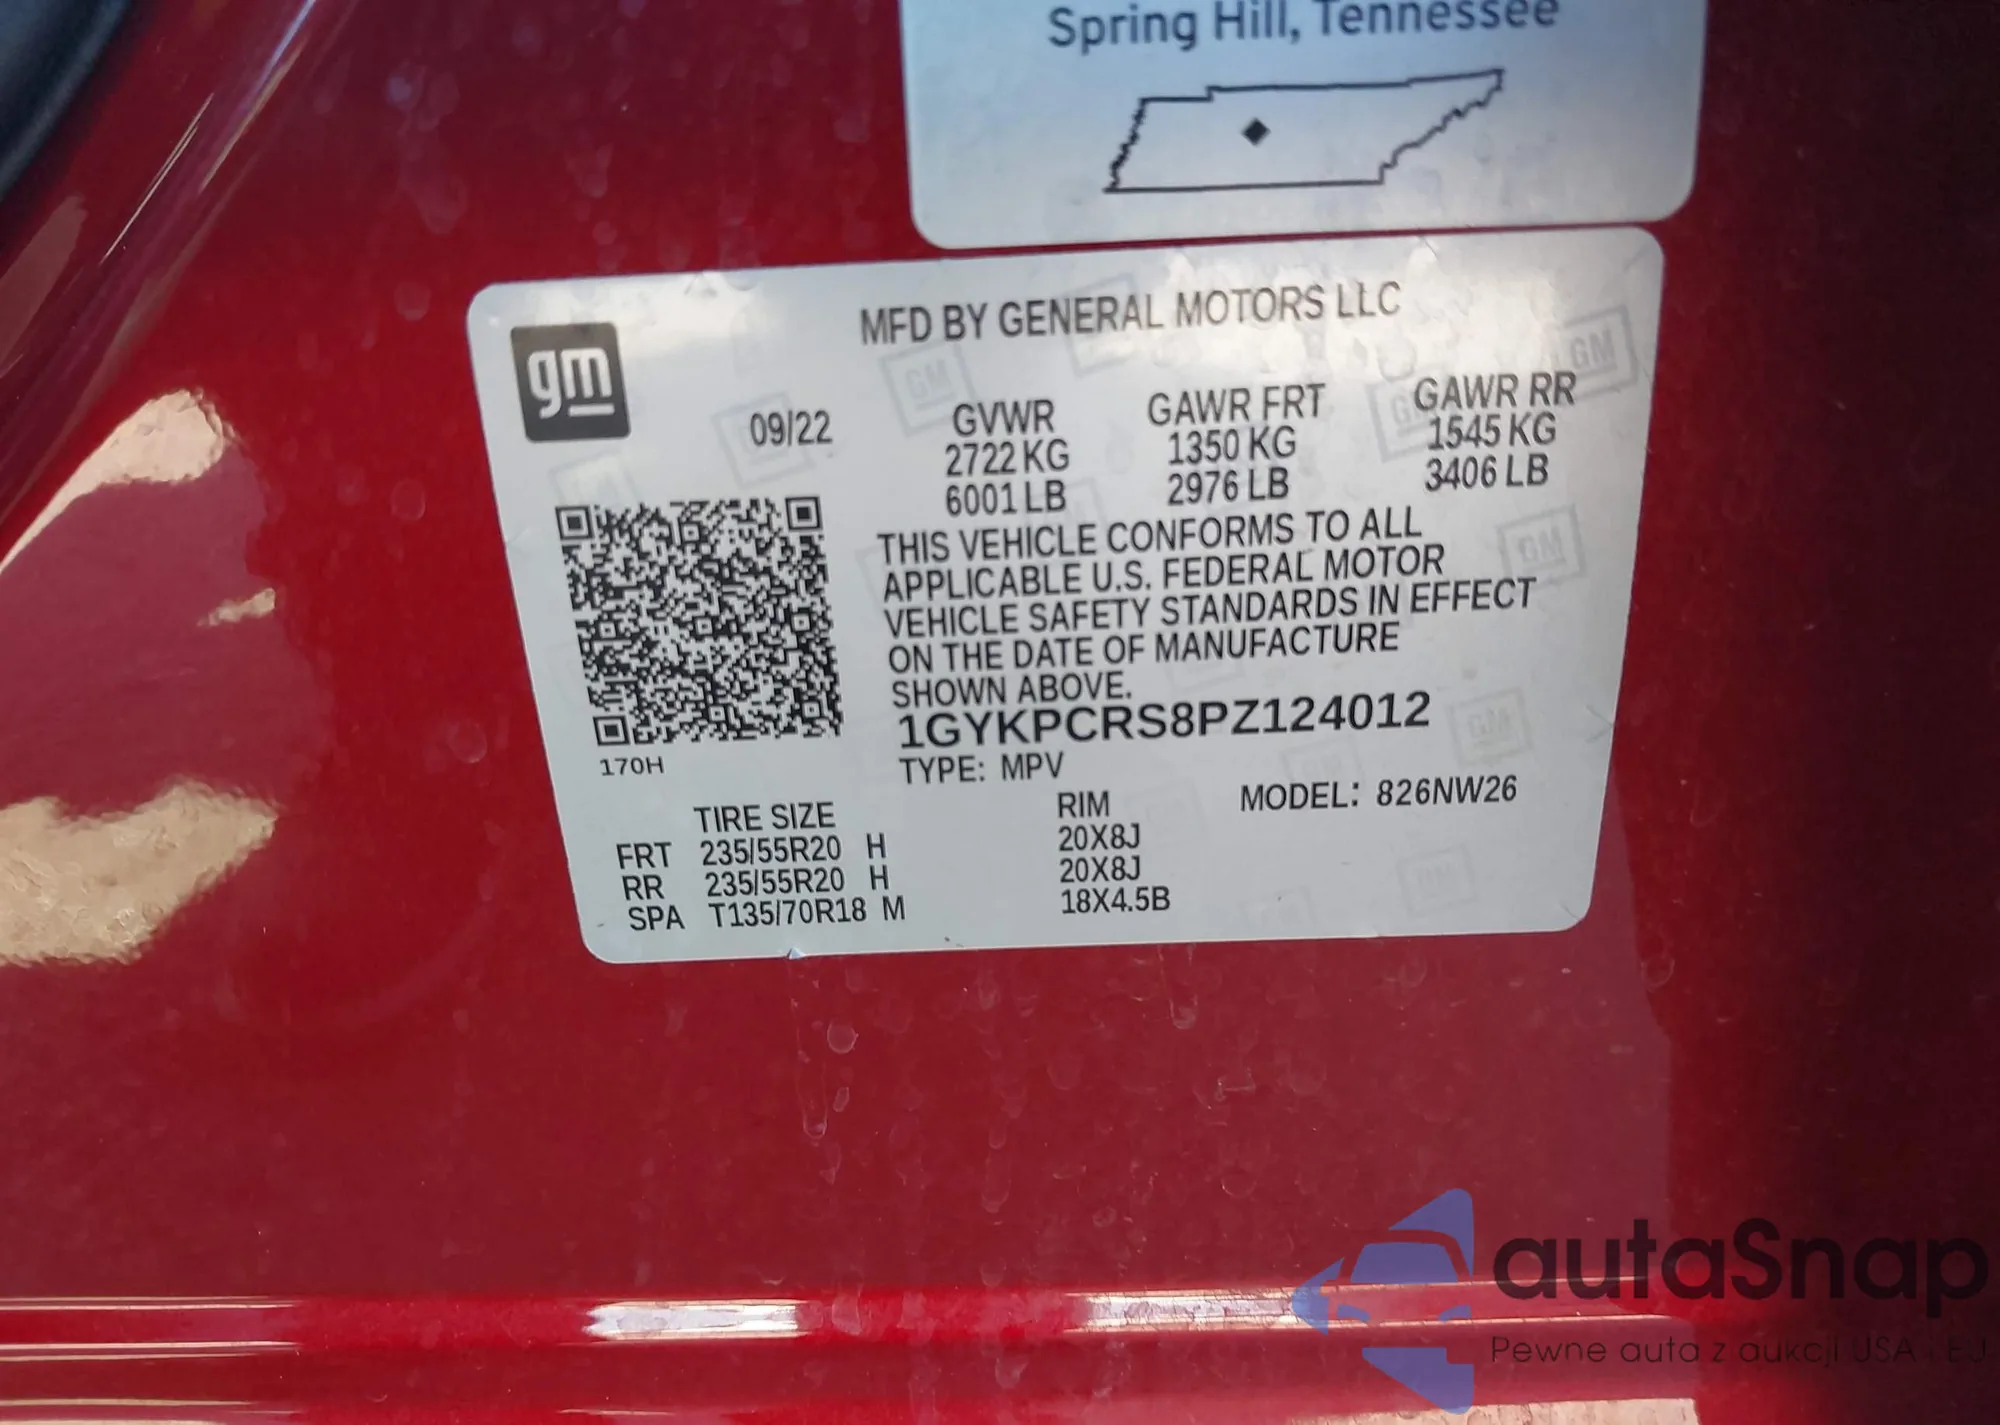 Spring Hill, Tennessee
MFD BY GENERAL MOTORS LLC
gm
09/22
GVWR GAWR FRT GAWR RR
2722 KG 1350 KG 1545 KG
6001 LB 2976 LB 3406 LB
THIS VEHICLE CONFORMS TO ALL
APPLICABLE U.S. FEDERAL MOTOR
VEHICLE SAFETY STANDARDS IN EFFECT
ON THE DATE OF MANUFACTURE
SHOWN ABOVE.
1GYKPCRS8PZ124012
170H
TYPE: MPV
MODEL: 826NW26
TIRE SIZE RIM
FRT 235/55R20 H 20X8J
RR 235/55R20 H 20X8J
SPA T135/70R18 M 18X4.5B
autaSnap
Pewne auta z aukcji USA i EU